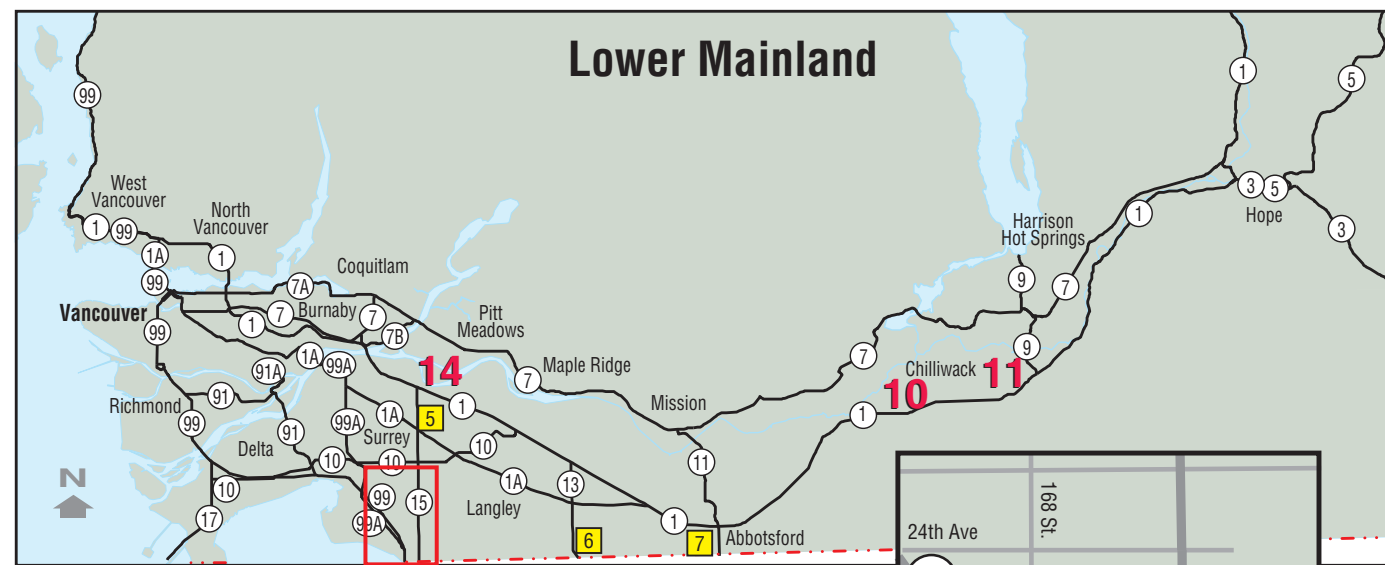 Lower Mainland
99
1
5
West
Vancouver
North
Vancouver
1
99
1A
1
99
Coquitlam
7A
Harrison
Hot Springs
9
7
1
3
5
Hope
3
Vancouver
99
1
7
Burnaby
7
7B
Pitt
Meadows
1A
99A
91A
14
7
Maple Ridge
7
Chilliwack
9
10
11
Richmond
91
99
1A
99A
1
5
Mission
1
Delta
91
Surrey
10
10
10
11
N
10
17
99
99A
15
1A
Langley
13
6
1
7
Abbotsford
168 St.
24th Ave